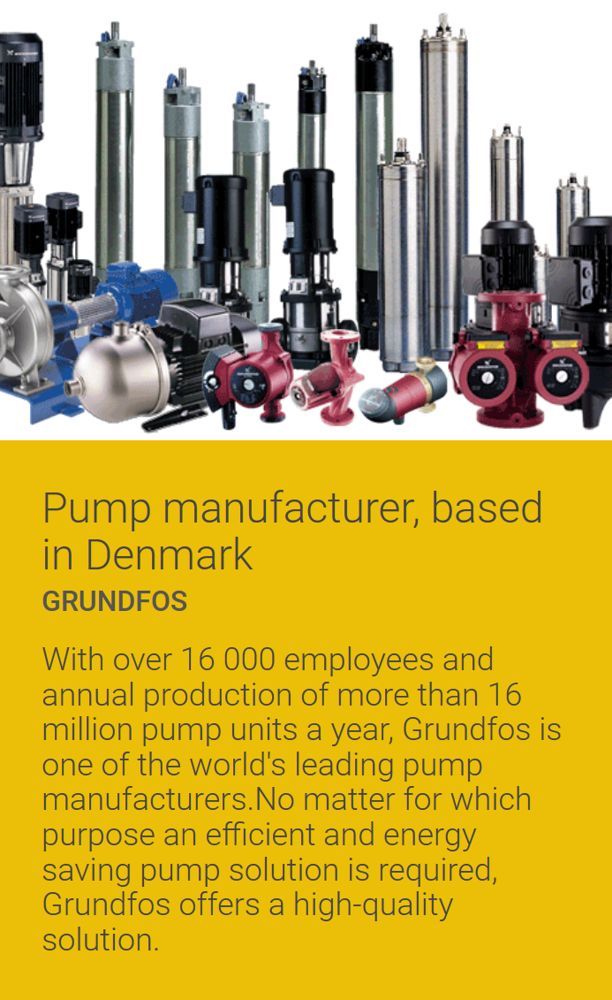 Pump manufacturer, based
in Denmark
GRUNDFOS
With over 16 000 employees and
annual production of more than 16
million pump units a year, Grundfos is
one of the world's leading pump
manufacturers.No matter for which
purpose an efficient and energy
saving pump solution is required,
Grundfos offers a high-quality
solution.